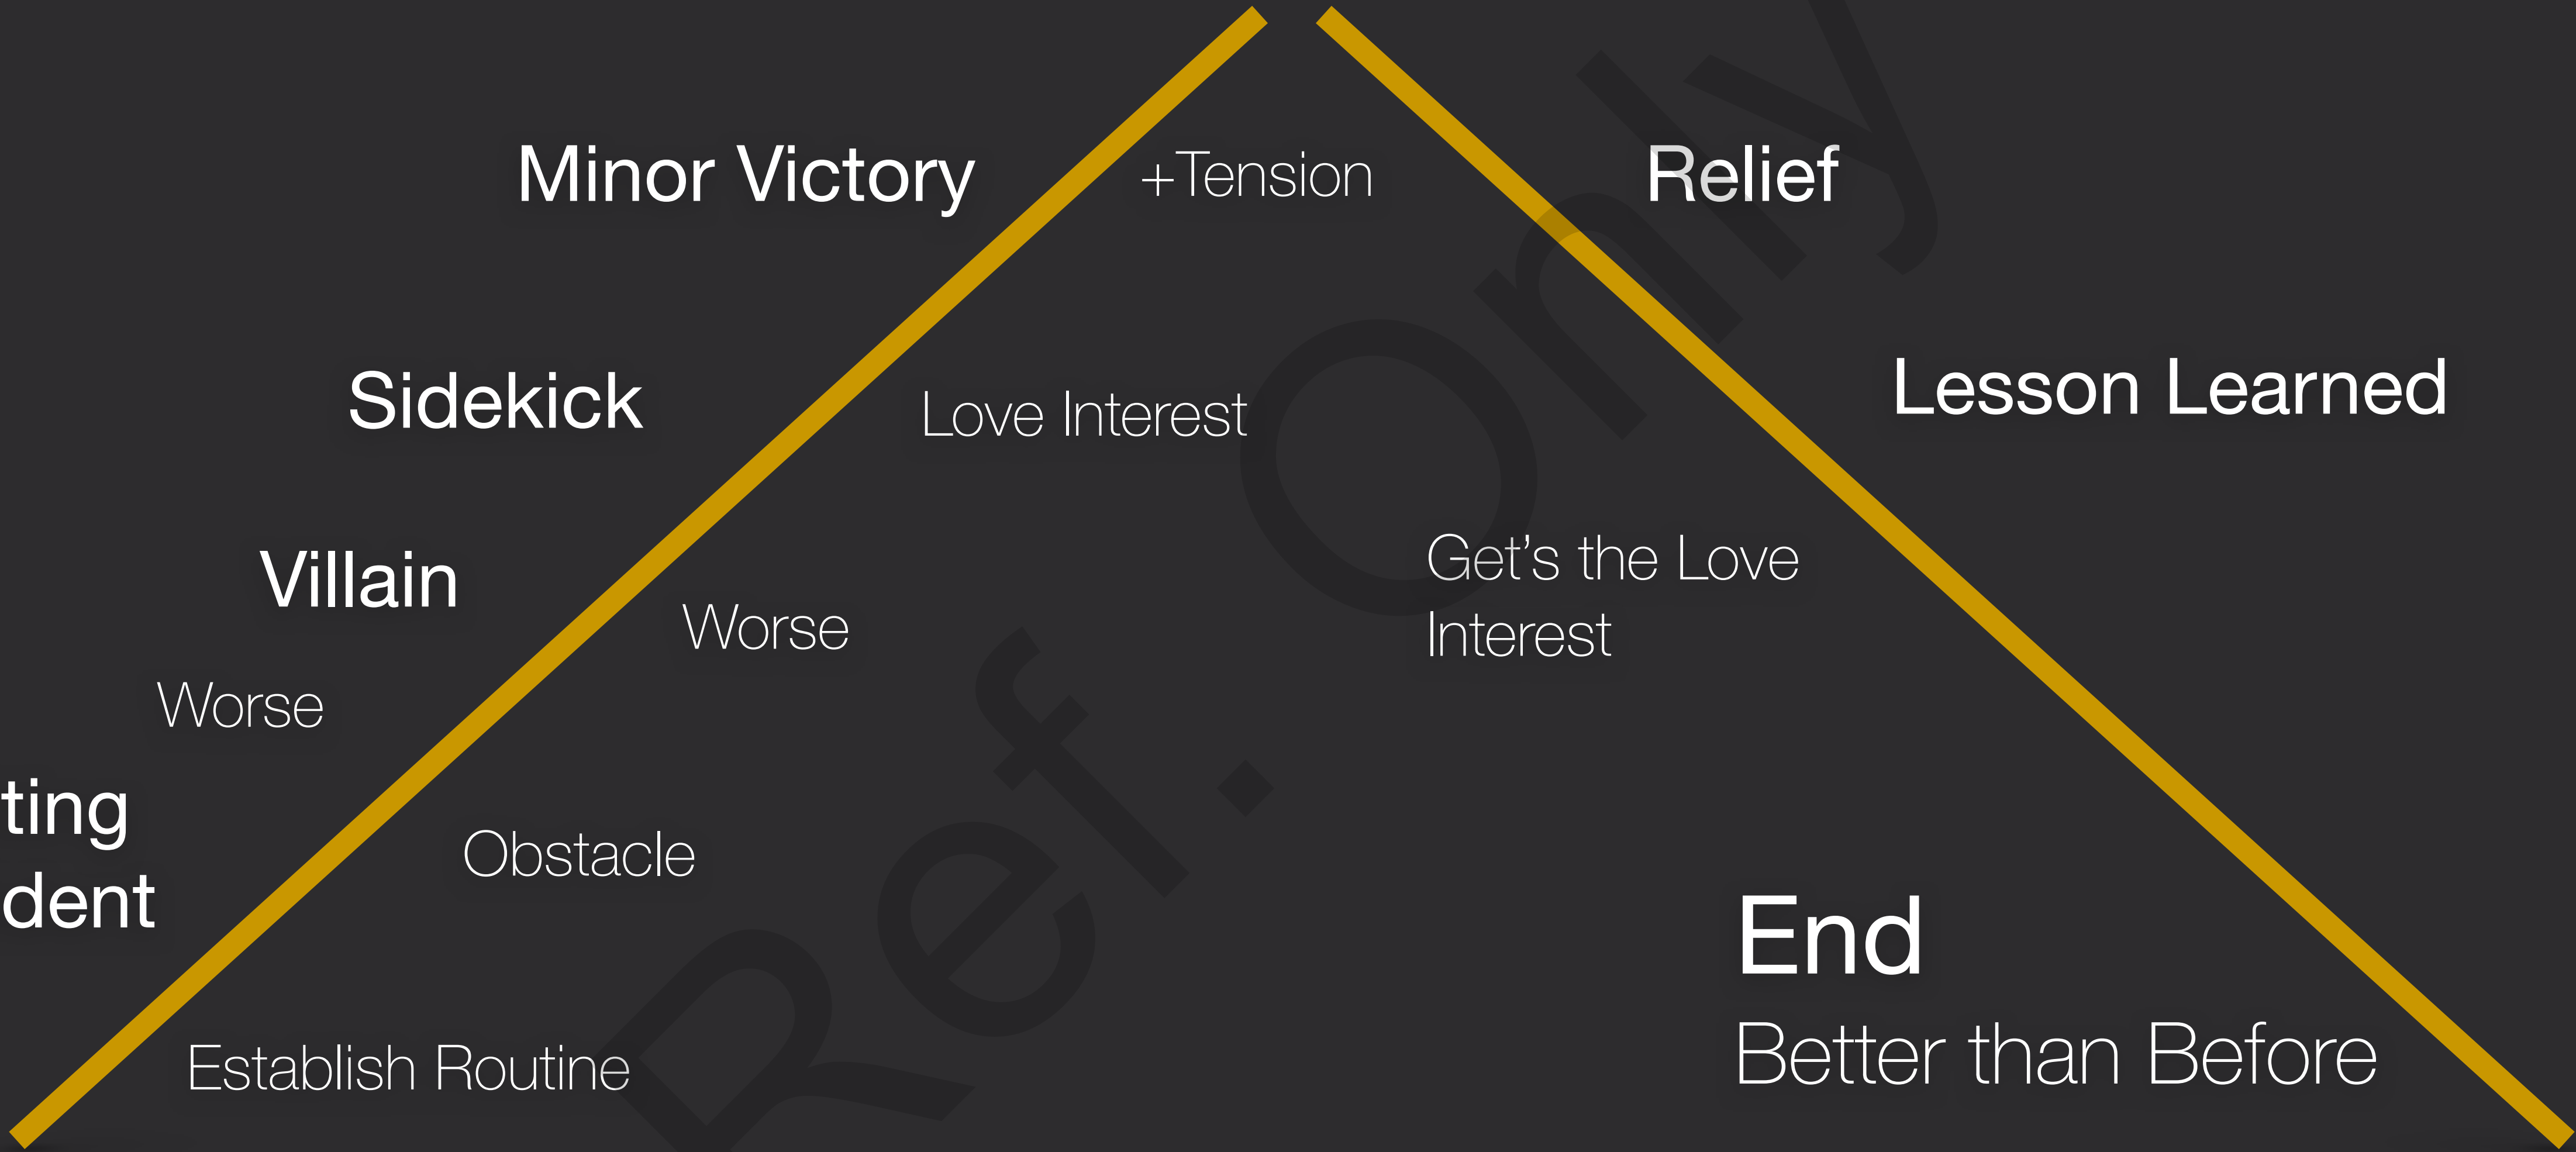 Minor Victory
+Tension
Relief
Sidekick
Love Interest
Lesson Learned
Villain
Worse
Get's the Love
Interest
Worse
ting
dent
Obstacle
End
Better than Before
Establish Routine
Ref. Only